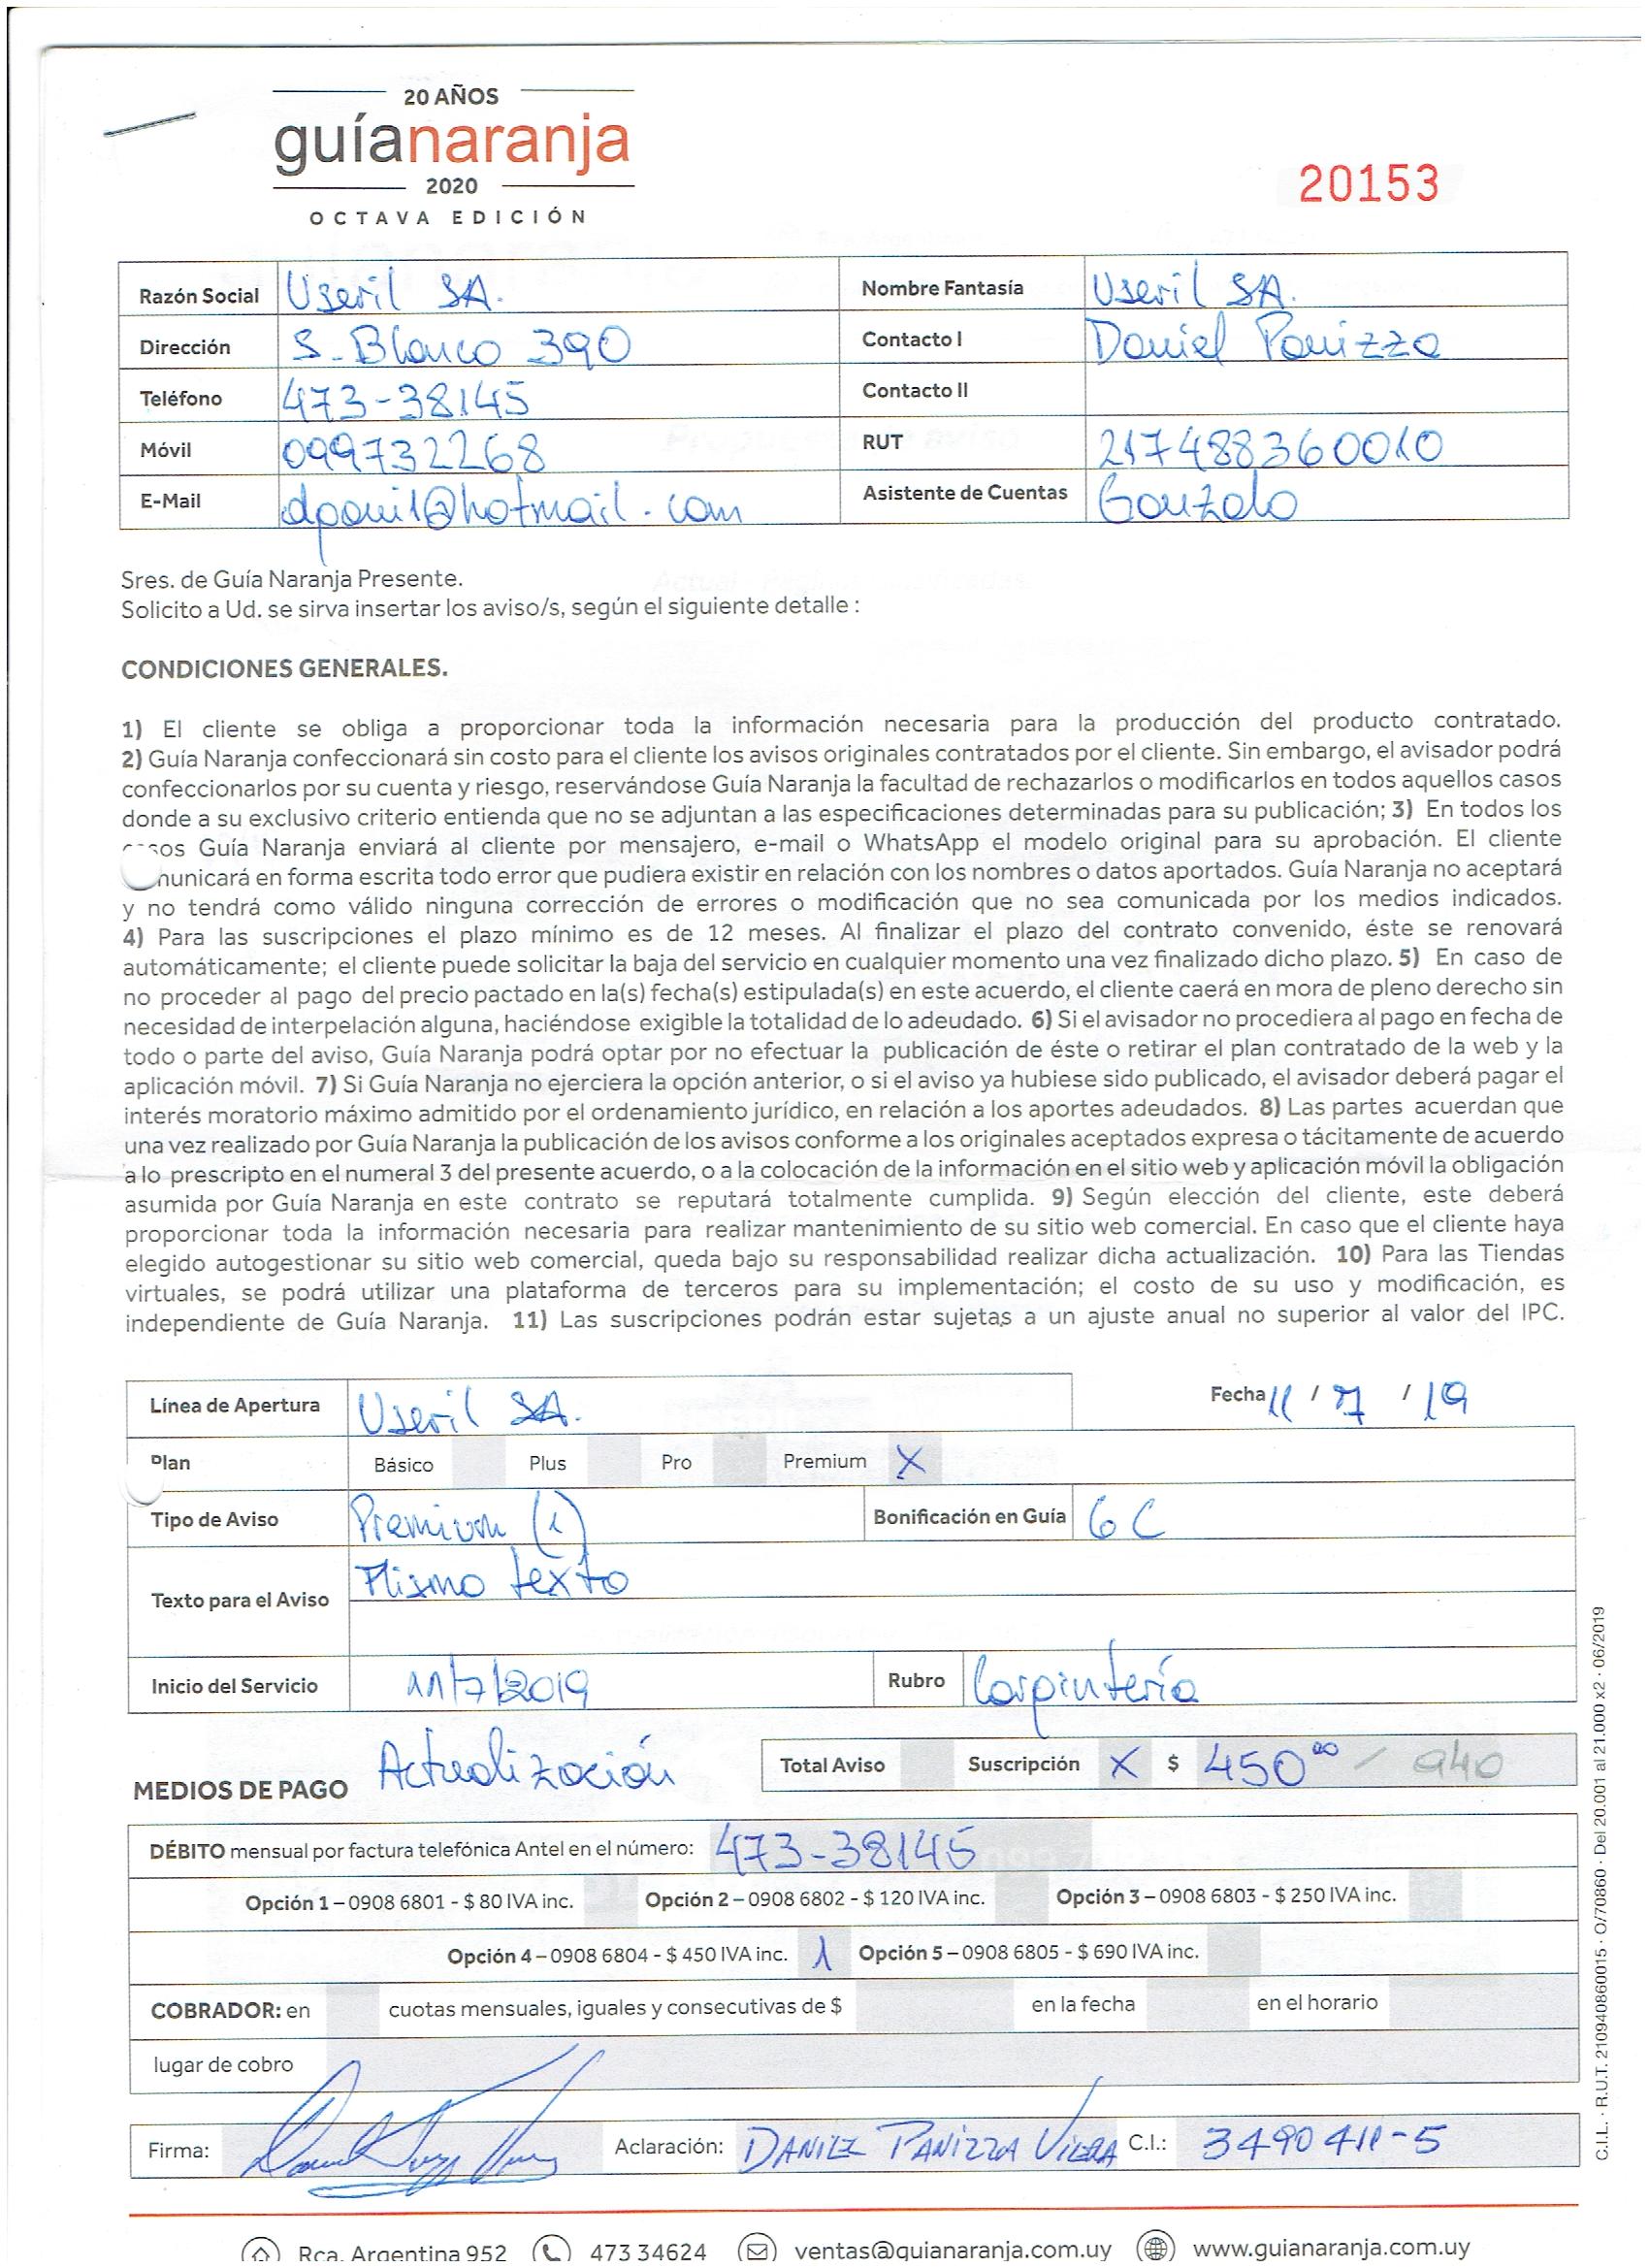 20 AÑOS
guíanaranja
2020
OCTAVA EDICIÓN
20153
Razón Social Useril SA. Nombre Fantasía Useril SA.
Dirección S. Blanco 390 Contacto I Daniel Panizza
Teléfono 473-38145 Contacto II
Móvil 099732268 RUT 217488360010
E-Mail dpani1@hotmail.com Asistente de Cuentas Gonzalo
Sres. de Guía Naranja Presente.
Solicito a Ud. se sirva insertar los aviso/s, según el siguiente detalle :
CONDICIONES GENERALES.
1) El cliente se obliga a proporcionar toda la información necesaria para la producción del producto contratado.
2) Guía Naranja confeccionará sin costo para el cliente los avisos originales contratados por el cliente. Sin embargo, el avisador podrá
confeccionarlos por su cuenta y riesgo, reservándose Guía Naranja la facultad de rechazarlos o modificarlos en todos aquellos casos
donde a su exclusivo criterio entienda que no se adjuntan a las especificaciones determinadas para su publicación; 3) En todos los
sos Guía Naranja enviará al cliente por mensajero, e-mail o WhatsApp el modelo original para su aprobación. El cliente
nunicará en forma escrita todo error que pudiera existir en relación con los nombres o datos aportados. Guía Naranja no aceptará
y no tendrá como válido ninguna corrección de errores o modificación que no sea comunicada por los medios indicados.
4) Para las suscripciones el plazo mínimo es de 12 meses. Al finalizar el plazo del contrato convenido, éste se renovará
automáticamente; el cliente puede solicitar la baja del servicio en cualquier momento una vez finalizado dicho plazo. 5) En caso de
no proceder al pago del precio pactado en la(s) fecha(s) estipulada(s) en este acuerdo, el cliente caerá en mora de pleno derecho sin
necesidad de interpelación alguna, haciéndose exigible la totalidad de lo adeudado. 6) Si el avisador no procediera al pago en fecha de
todo o parte del aviso, Guía Naranja podrá optar por no efectuar la publicación de éste o retirar el plan contratado de la web y la
aplicación móvil. 7) Si Guía Naranja no ejerciera la opción anterior, o si el aviso ya hubiese sido publicado, el avisador deberá pagar el
interés moratorio máximo admitido por el ordenamiento jurídico, en relación a los aportes adeudados. 8) Las partes acuerdan que
una vez realizado por Guía Naranja la publicación de los avisos conforme a los originales aceptados expresa o tácitamente de acuerdo
a lo prescripto en el numeral 3 del presente acuerdo, o a la colocación de la información en el sitio web y aplicación móvil la obligación
asumida por Guía Naranja en este contrato se reputará totalmente cumplida. 9) Según elección del cliente, este deberá
proporcionar toda la información necesaria para realizar mantenimiento de su sitio web comercial. En caso que el cliente haya
elegido autogestionar su sitio web comercial, queda bajo su responsabilidad realizar dicha actualización. 10) Para las Tiendas
virtuales, se podrá utilizar una plataforma de terceros para su implementación; el costo de su uso y modificación, es
independiente de Guía Naranja. 11) Las suscripciones podrán estar sujetas a un ajuste anual no superior al valor del IPC.
Línea de Apertura Useril SA. Fecha 11 / 7 / 19
Plan Básico Plus Pro Premium X
Tipo de Aviso Premium (1) Bonificación en Guía 6 C
Texto para el Aviso Mismo texto
Inicio del Servicio 11/7/2019 Rubro Carpintería
MEDIOS DE PAGO Actualización Total Aviso Suscripción X $ 450⁰⁰ / 940
DÉBITO mensual por factura telefónica Antel en el número: 473-38145
Opción 1 – 0908 6801 - $ 80 IVA inc. Opción 2 – 0908 6802 - $ 120 IVA inc. Opción 3 – 0908 6803 - $ 250 IVA inc.
Opción 4 – 0908 6804 - $ 450 IVA inc. 1 Opción 5 – 0908 6805 - $ 690 IVA inc.
COBRADOR: en cuotas mensuales, iguales y consecutivas de $ en la fecha en el horario
lugar de cobro
Firma: Aclaración: DANIEL PANIZZA VILERA C.I.: 3490411-5
Rca. Argentina 952 473 34624 ventas@guianaranja.com.uy www.guianaranja.com.uy
C.I.L. · R.U.T. 210940860015 · O/70860 · Del 20.001 al 21.000 x2 · 06/2019